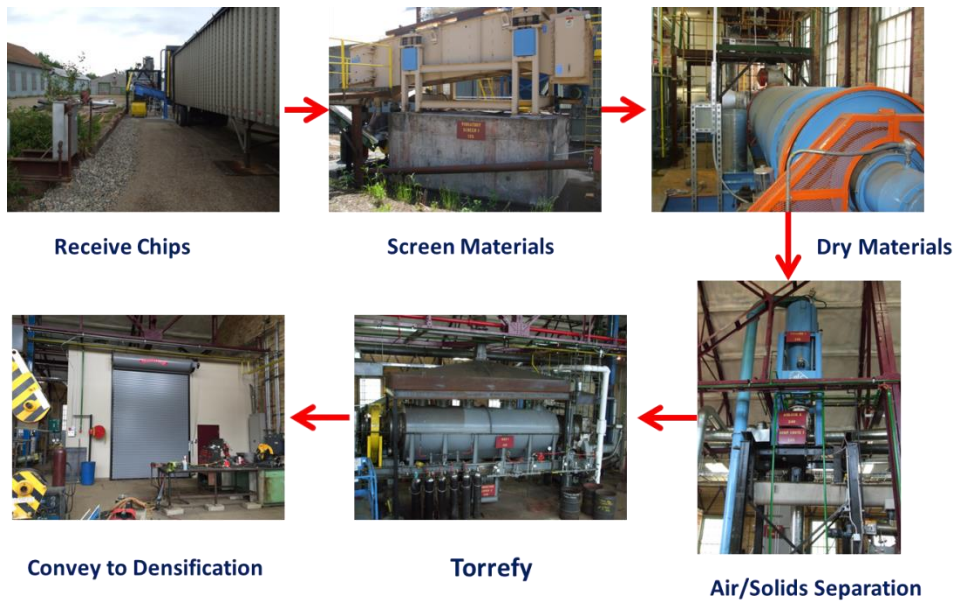 Receive Chips
Screen Materials
Dry Materials
Air/Solids Separation
Torrefy
Convey to Densification